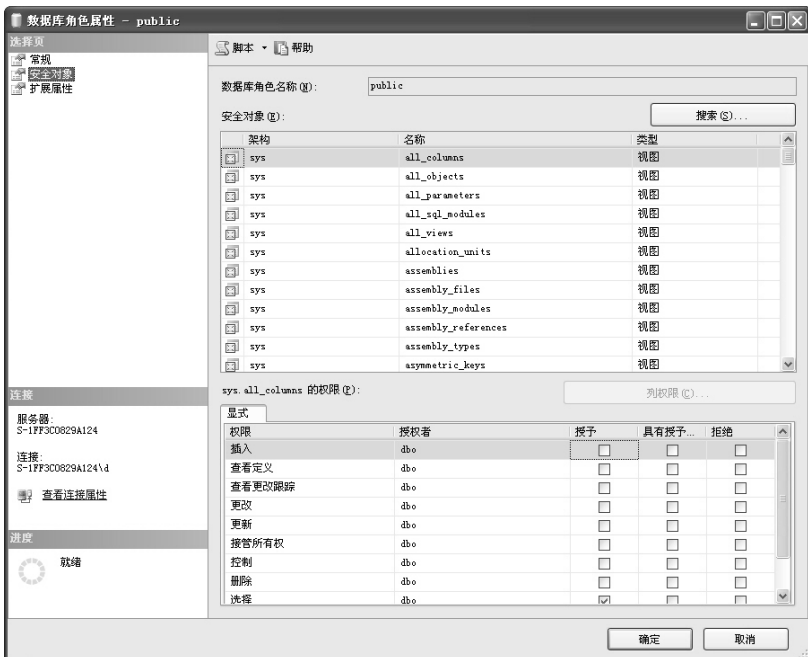 数据库角色属性 - public
选择页
常规
安全对象
扩展属性
脚本 帮助
数据库角色名称(N): public
安全对象(E): 搜索(S)...
架构 名称 类型
sys all_columns 视图
sys all_objects 视图
sys all_parameters 视图
sys all_sql_modules 视图
sys all_views 视图
sys allocation_units 视图
sys assemblies 视图
sys assembly_files 视图
sys assembly_modules 视图
sys assembly_references 视图
sys assembly_types 视图
sys asymmetric_keys 视图
sys.all_columns 的权限(P): 列权限(C)...
显式
权限 授权者 授予 具有授予... 拒绝
插入 dbo
查看定义 dbo
查看更改跟踪 dbo
更改 dbo
更新 dbo
接管所有权 dbo
控制 dbo
删除 dbo
选择 dbo
连接
服务器:
S-1FF3C0829A124
连接:
S-1FF3C0829A124\d
查看连接属性
进度
就绪
确定 取消